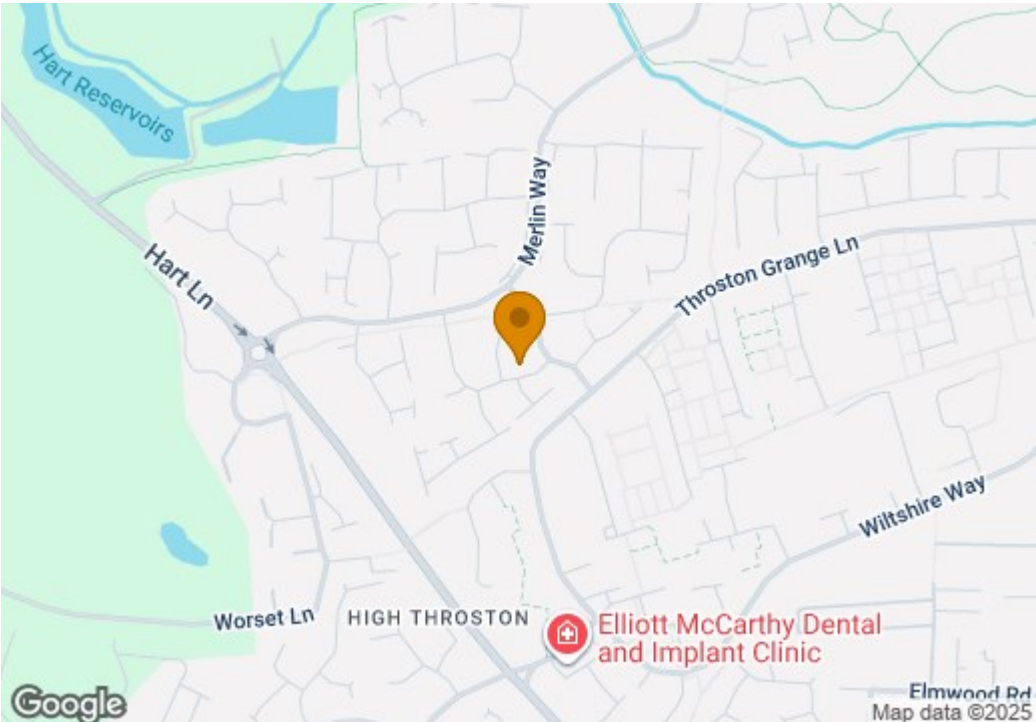 Hart Reservoirs
Merlin Way
Hart Ln
Throston Grange Ln
Wiltshire Way
Worset Ln
HIGH THROSTON
Elliott McCarthy Dental
and Implant Clinic
Elmwood Rd
Google
Map data ©2025